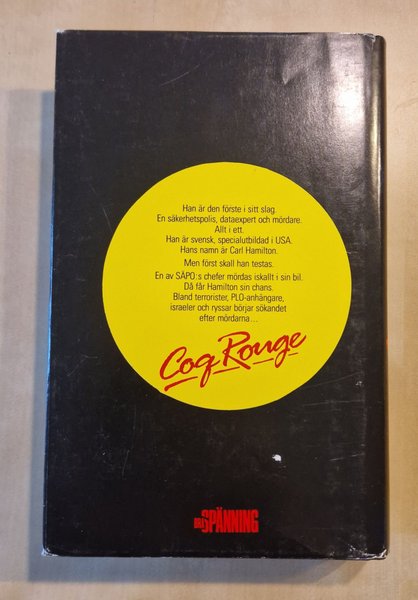 Han är den förste i sitt slag.
En säkerhetspolis, dataexpert och mördare.
Allt i ett.
Han är svensk, specialutbildad i USA.
Hans namn är Carl Hamilton.
Men först skall han testas.
En av SÄPO:s chefer mördas iskallt i sin bil.
Då får Hamilton sin chans.
Bland terrorister, PLO-anhängare,
israeler och ryssar börjar sökandet
efter mördarna...
Coq Rouge
BRA SPÄNNING